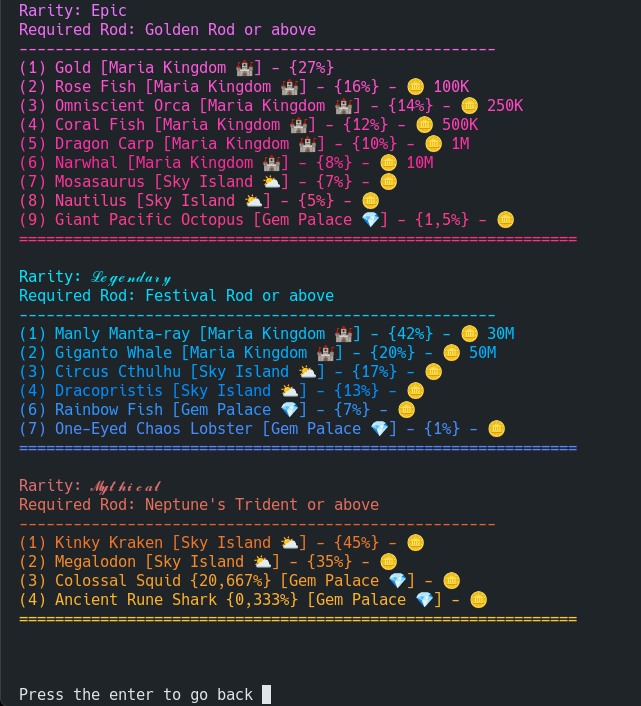 Rarity: Epic
Required Rod: Golden Rod or above
-----------------------------------------------------
(1) Gold [Maria Kingdom 🏰] - {27%}
(2) Rose Fish [Maria Kingdom 🏰] - {16%} - 🪙 100K
(3) Omniscient Orca [Maria Kingdom 🏰] - {14%} - 🪙 250K
(4) Coral Fish [Maria Kingdom 🏰] - {12%} - 🪙 500K
(5) Dragon Carp [Maria Kingdom 🏰] - {10%} - 🪙 1M
(6) Narwhal [Maria Kingdom 🏰] - {8%} - 🪙 10M
(7) Mosasaurus [Sky Island ⛅] - {7%} - 🪙
(8) Nautilus [Sky Island ⛅] - {5%} - 🪙
(9) Giant Pacific Octopus [Gem Palace 💎] - {1,5%} - 🪙
==============================================================
Rarity: 𝓛𝓮𝓰𝓮𝓷𝓭𝓪𝓻𝔂
Required Rod: Festival Rod or above
-----------------------------------------------------
(1) Manly Manta-ray [Maria Kingdom 🏰] - {42%} - 🪙 30M
(2) Giganto Whale [Maria Kingdom 🏰] - {20%} - 🪙 50M
(3) Circus Cthulhu [Sky Island ⛅] - {17%} - 🪙
(4) Dracopristis [Sky Island ⛅] - {13%} - 🪙
(6) Rainbow Fish [Gem Palace 💎] - {7%} - 🪙
(7) One-Eyed Chaos Lobster [Gem Palace 💎] - {1%} - 🪙
==============================================================
Rarity: 𝓜𝔂𝓽𝓱𝓲𝓬𝓪𝓵
Required Rod: Neptune's Trident or above
-----------------------------------------------------
(1) Kinky Kraken [Sky Island ⛅] - {45%} - 🪙
(2) Megalodon [Sky Island ⛅] - {35%} - 🪙
(3) Colossal Squid {20,667%} [Gem Palace 💎] - 🪙
(4) Ancient Rune Shark {0,333%} [Gem Palace 💎] - 🪙
==============================================================
Press the enter to go back